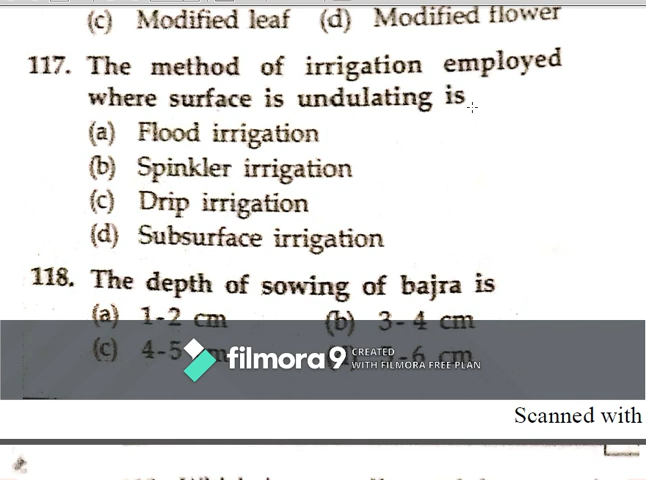 (c) Modified leaf (d) Modified flower
117. The method of irrigation employed
where surface is undulating is
(a) Flood irrigation
(b) Spinkler irrigation
(c) Drip irrigation
(d) Subsurface irrigation
118. The depth of sowing of bajra is
(a) 1-2 cm (b) 3-4 cm
(c) 4-5 -6 cm
filmora9 CREATED
WITH FILMORA FREE PLAN
Scanned with